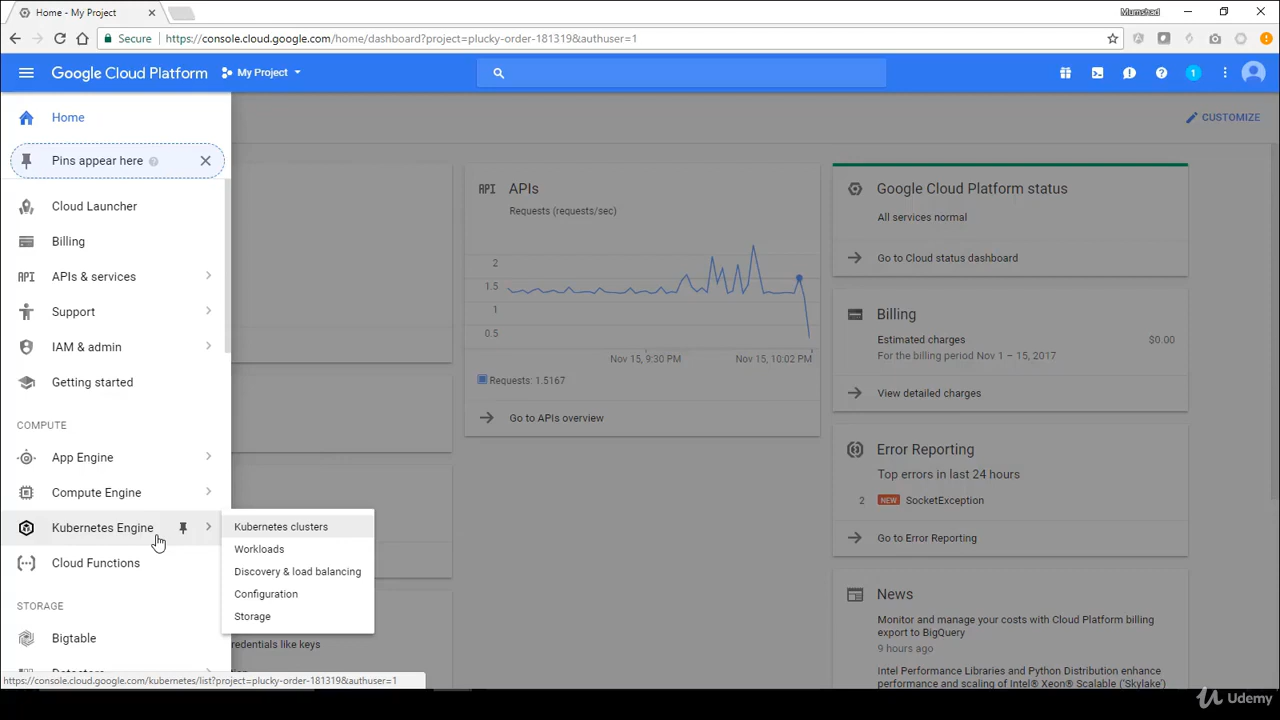 Home - My Project
Mumshad
Secure
https://console.cloud.google.com/home/dashboard?project=plucky-order-181319&authuser=1
Google Cloud Platform
My Project
1
Home
CUSTOMIZE
Pins appear here
Cloud Launcher
Billing
API
APIs & services
Support
IAM & admin
Getting started
COMPUTE
App Engine
Compute Engine
Kubernetes Engine
Cloud Functions
STORAGE
Bigtable
Kubernetes clusters
Workloads
Discovery & load balancing
Configuration
Storage
edentials like keys
https://console.cloud.google.com/kubernetes/list?project=plucky-order-181319&authuser=1
API
APIs
Requests (requests/sec)
2
1.5
1
0.5
Nov 15, 9:30 PM
Nov 15, 10:02 PM
Requests: 1.5167
Go to APIs overview
Google Cloud Platform status
All services normal
Go to Cloud status dashboard
Billing
Estimated charges
$0.00
For the billing period Nov 1 – 15, 2017
View detailed charges
Error Reporting
Top errors in last 24 hours
2
NEW
SocketException
Go to Error Reporting
News
Monitor and manage your costs with Cloud Platform billing
export to BigQuery
9 hours ago
Intel Performance Libraries and Python Distribution enhance
performance and scaling of Intel® Xeon® Scalable ('Skylake')
Udemy